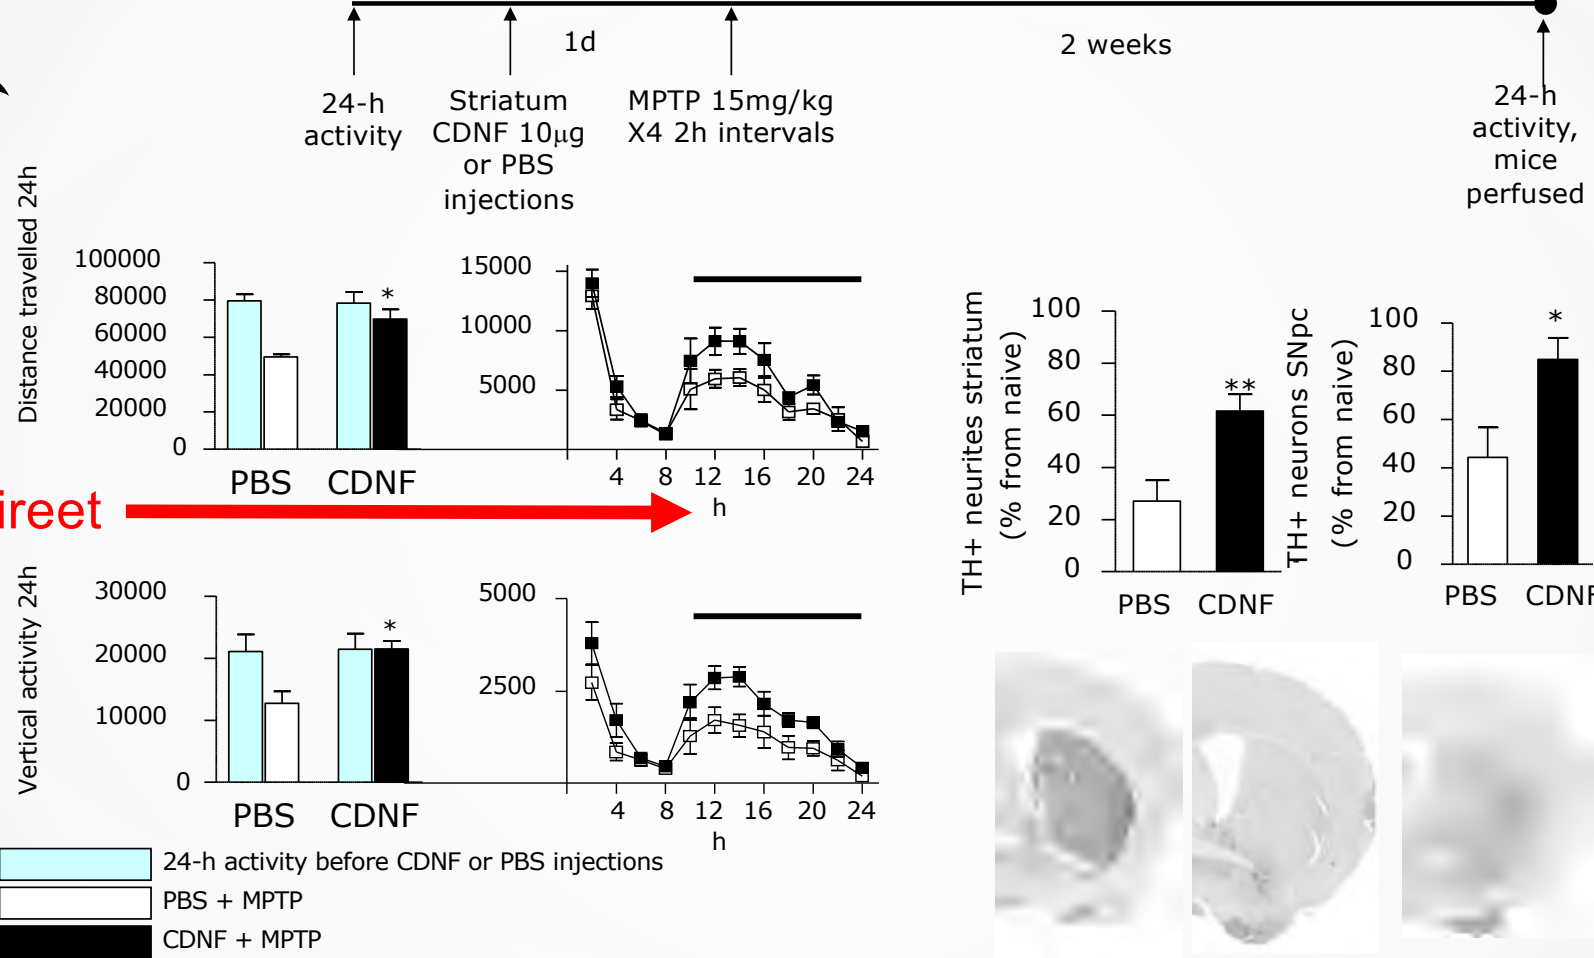 1d
2 weeks
24-h
activity
Striatum
CDNF 10µg
or PBS
injections
MPTP 15mg/kg
X4 2h intervals
24-h
activity,
mice
perfused
Distance travelled 24h
100000
80000
60000
40000
20000
0
PBS CDNF
*
15000
10000
5000
4 8 12 16 20 24
h
TH+ neurites striatum
(% from naive)
100
80
60
40
20
0
**
PBS CDNF
TH+ neurons SNpc
(% from naive)
100
80
60
40
20
0
*
PBS CDNF
ireet
Vertical activity 24h
30000
20000
10000
0
*
PBS CDNF
5000
2500
4 8 12 16 20 24
h
24-h activity before CDNF or PBS injections
PBS + MPTP
CDNF + MPTP